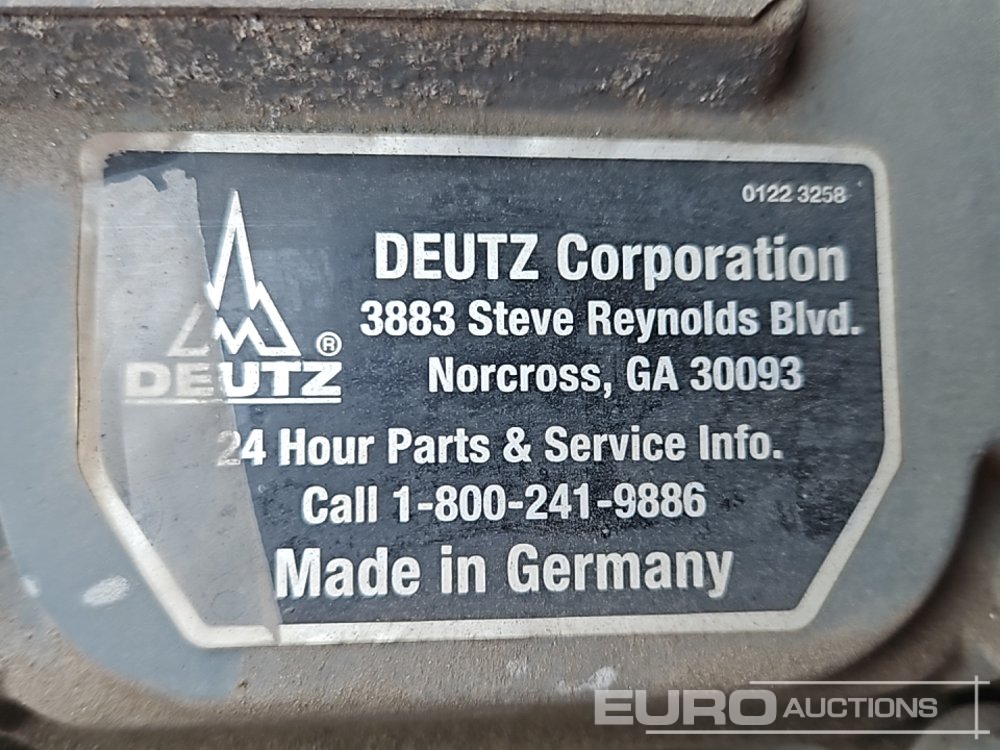 0122 3258
DEUTZ Corporation
3883 Steve Reynolds Blvd.
Norcross, GA 30093
DEUTZ®
24 Hour Parts & Service Info.
Call 1-800-241-9886
Made in Germany
EURO AUCTIONS